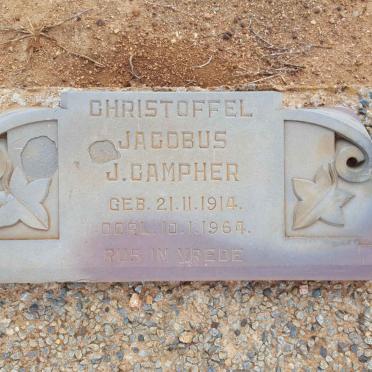 CHRISTOFFEL
JACOBUS
J. CAMPHER
GEB. 21.11.1914.
OORL. 10.1.1964.
RUS IN VREDE